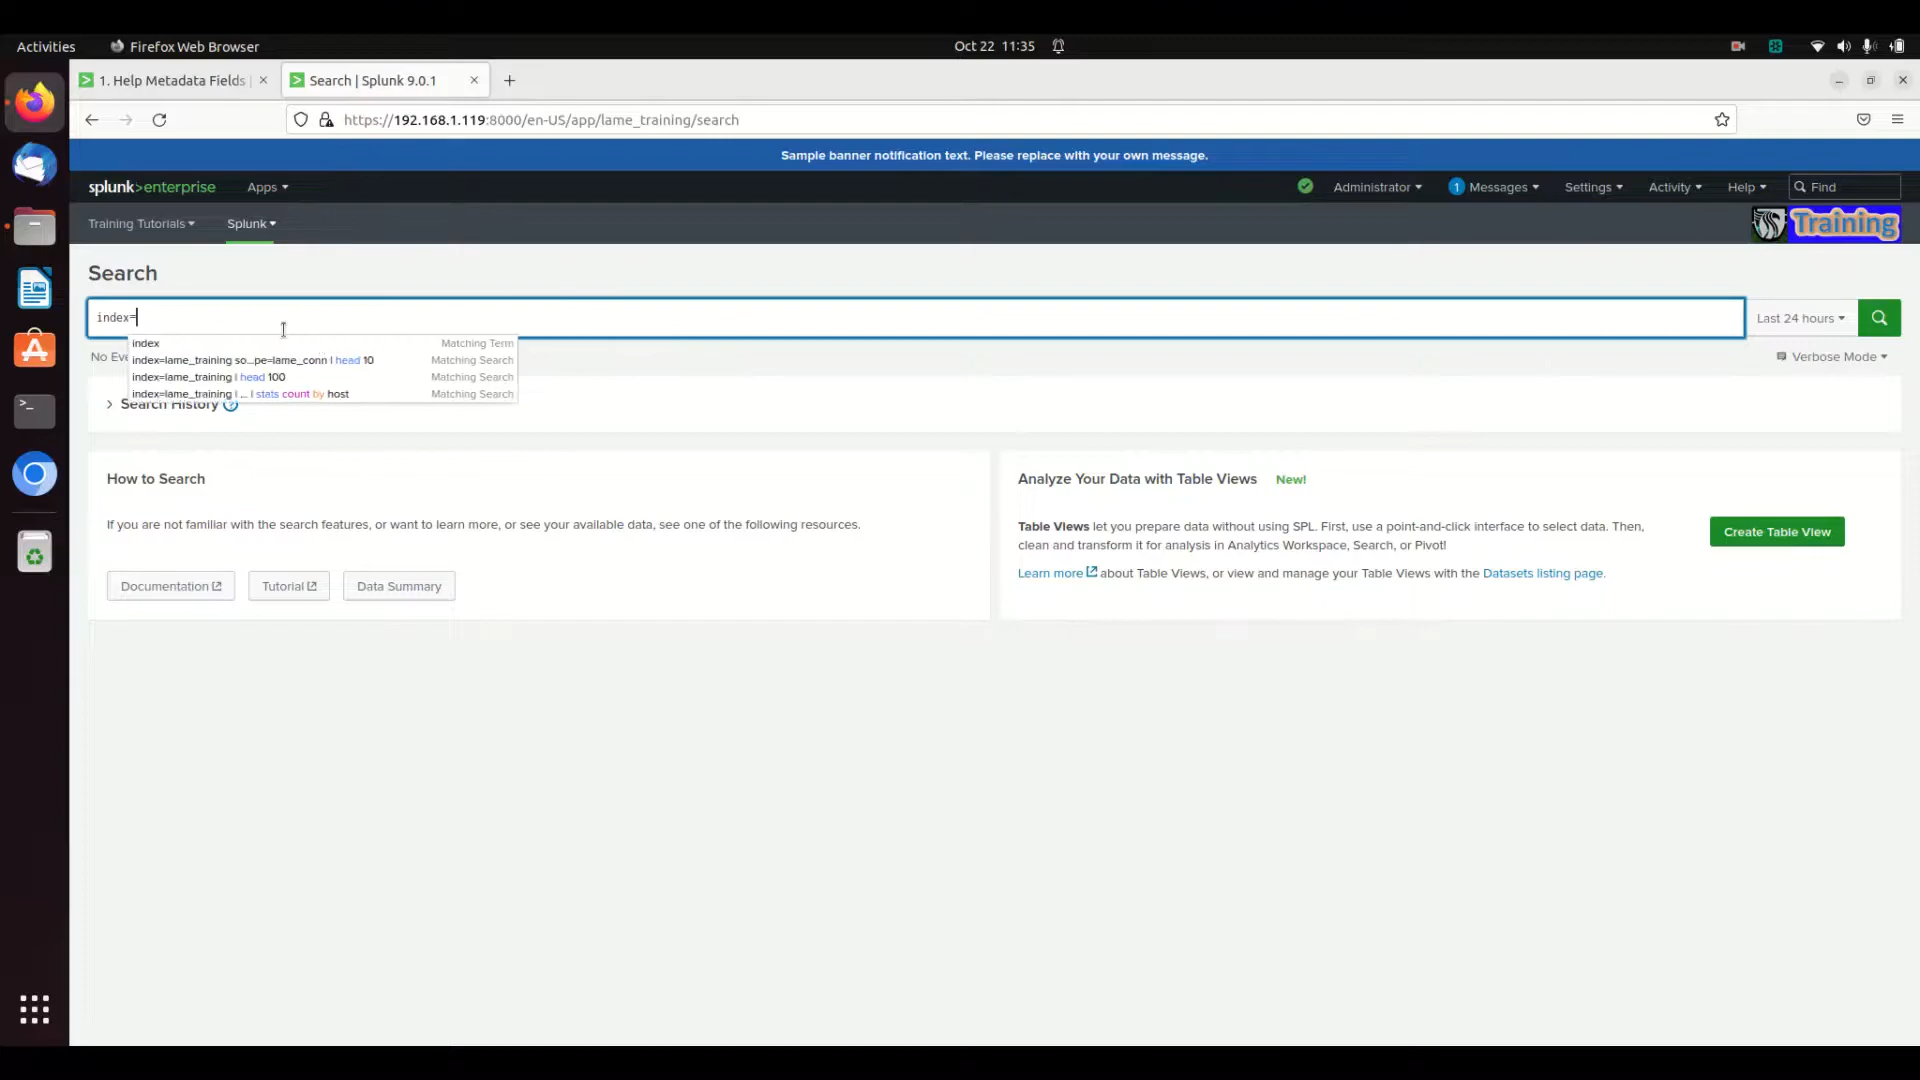 Activities
Firefox Web Browser
Oct 22 11:35
1. Help Metadata Fields
Search | Splunk 9.0.1
https://192.168.1.119:8000/en-US/app/lame_training/search
Sample banner notification text. Please replace with your own message.
splunk>enterprise
Apps
Administrator
1 Messages
Settings
Activity
Help
Find
Training Tutorials
Splunk
Training
Search
index=
Last 24 hours
index Matching Term
index=lame_training so...pe=lame_conn | head 10 Matching Search
index=lame_training | head 100 Matching Search
index=lame_training | ... | stats count by host Matching Search
No Eve
Verbose Mode
Search History ?
How to Search
If you are not familiar with the search features, or want to learn more, or see your available data, see one of the following resources.
Documentation
Tutorial
Data Summary
Analyze Your Data with Table Views New!
Table Views let you prepare data without using SPL. First, use a point-and-click interface to select data. Then,
clean and transform it for analysis in Analytics Workspace, Search, or Pivot!
Learn more about Table Views, or view and manage your Table Views with the Datasets listing page.
Create Table View